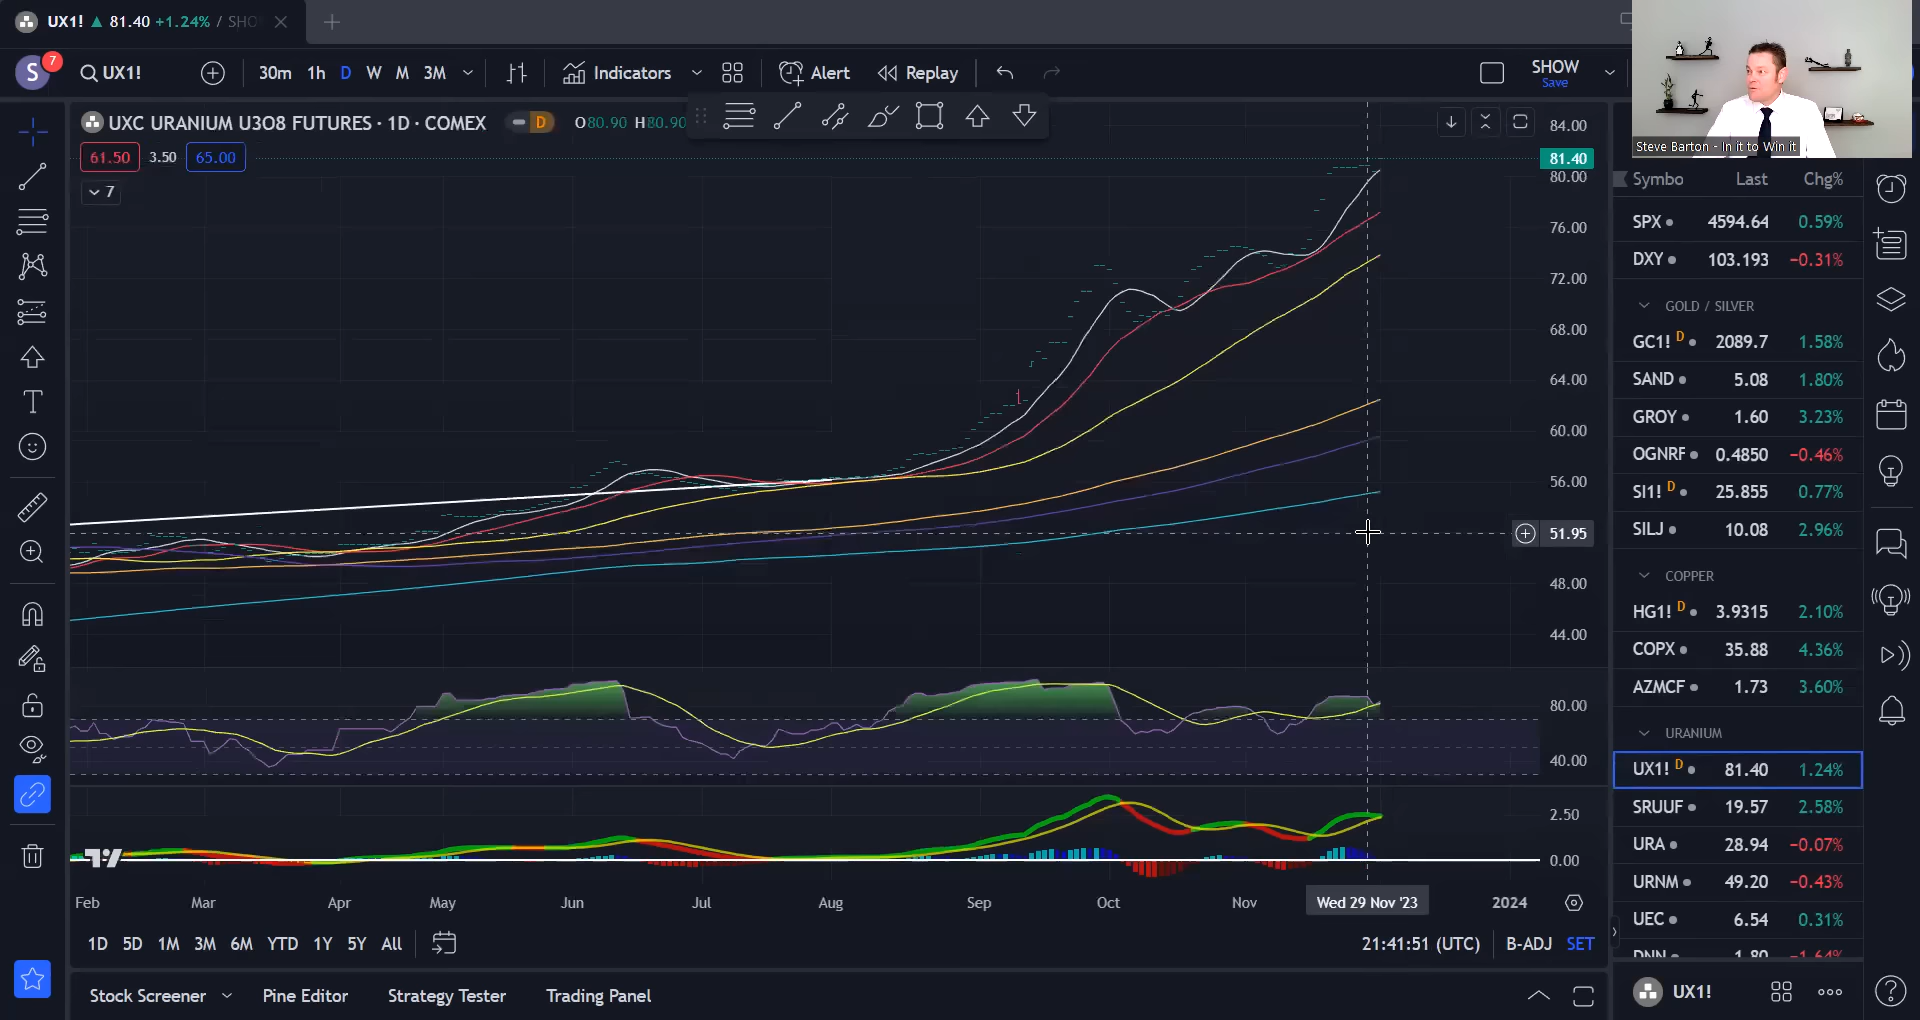 UX1! ▲ 81.40 +1.24% / SHO
S 7 UX1! 30m 1h D W M 3M Indicators Alert Replay SHOW
Save
UXC URANIUM U3O8 FUTURES · 1D · COMEX D O80.90 H80.90
61.50 3.50 65.00
7
84.00
81.40
80.00
76.00
72.00
68.00
64.00
60.00
56.00
51.95
48.00
44.00
80.00
40.00
2.50
0.00
Feb Mar Apr May Jun Jul Aug Sep Oct Nov Wed 29 Nov '23 2024
1D 5D 1M 3M 6M YTD 1Y 5Y All 21:41:51 (UTC) B-ADJ SET
Stock Screener Pine Editor Strategy Tester Trading Panel
Steve Barton - In it to Win it
Symbo Last Chg%
SPX 4594.64 0.59%
DXY 103.193 −0.31%
GOLD / SILVER
GC1! D 2089.7 1.58%
SAND 5.08 1.80%
GROY 1.60 3.23%
OGNRF 0.4850 −0.46%
SI1! D 25.855 0.77%
SILJ 10.08 2.96%
COPPER
HG1! D 3.9315 2.10%
COPX 35.88 4.36%
AZMCF 1.73 3.60%
URANIUM
UX1! D 81.40 1.24%
SRUUF 19.57 2.58%
URA 28.94 −0.07%
URNM 49.20 −0.43%
UEC 6.54 0.31%
DNN 1.80 −1.64%
UX1!